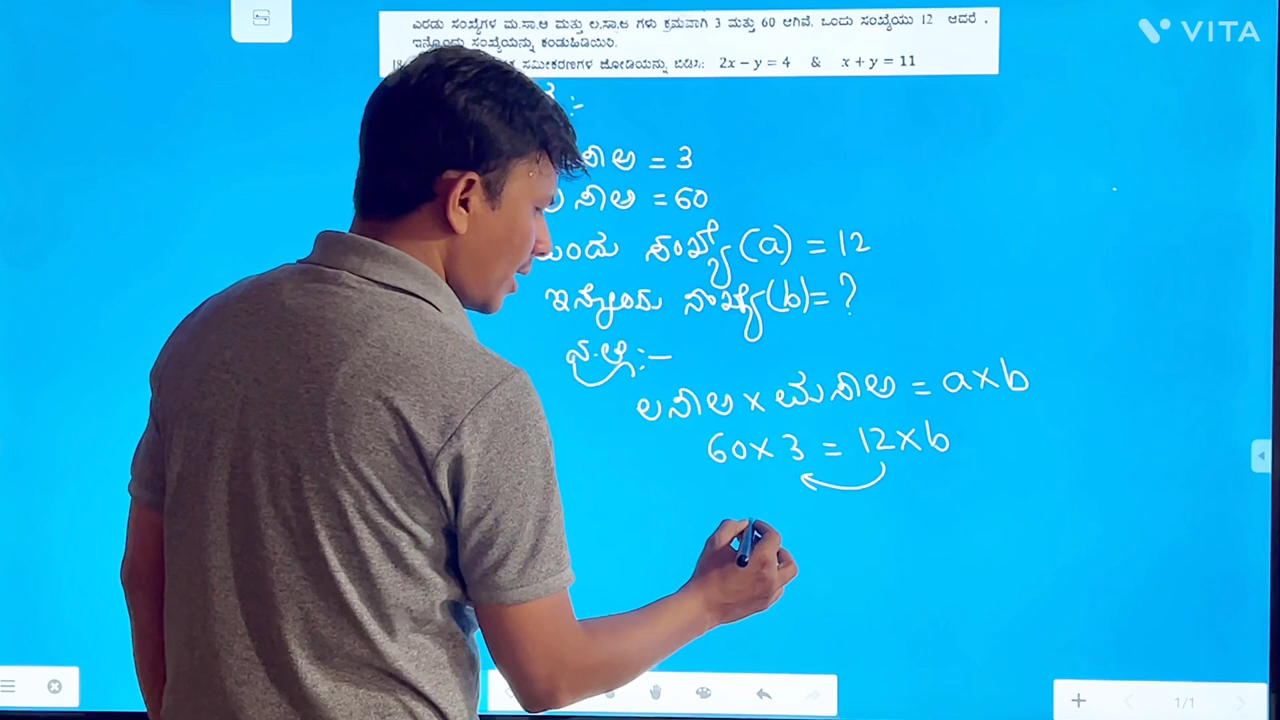 ಎರಡು ಸಂಖ್ಯೆಗಳ ಮ.ಸಾ.ಅ ಮತ್ತು ಲ.ಸಾ.ಅ ಗಳು ಕ್ರಮವಾಗಿ 3 ಮತ್ತು 60 ಆಗಿವೆ. ಒಂದು ಸಂಖ್ಯೆಯು 12 ಆದರೆ ,
ಇನ್ನೊಂದು ಸಂಖ್ಯೆಯನ್ನು ಕಂಡುಹಿಡಿಯಿರಿ.
18 ಸಮೀಕರಣಗಳ ಜೋಡಿಯನ್ನು ಬಿಡಿಸಿ: 2x – y = 4 & x + y = 11
VITA
:-
= 3
= 60
ಒಂದು ಸಂಖ್ಯೆ (a) = 12
ಇನ್ನೊಂದು ಸಂಖ್ಯೆ (b) = ?
:-
ಲಸಾಅ × ಮಸಾಅ = a×b
60×3 = 12×b
1/1